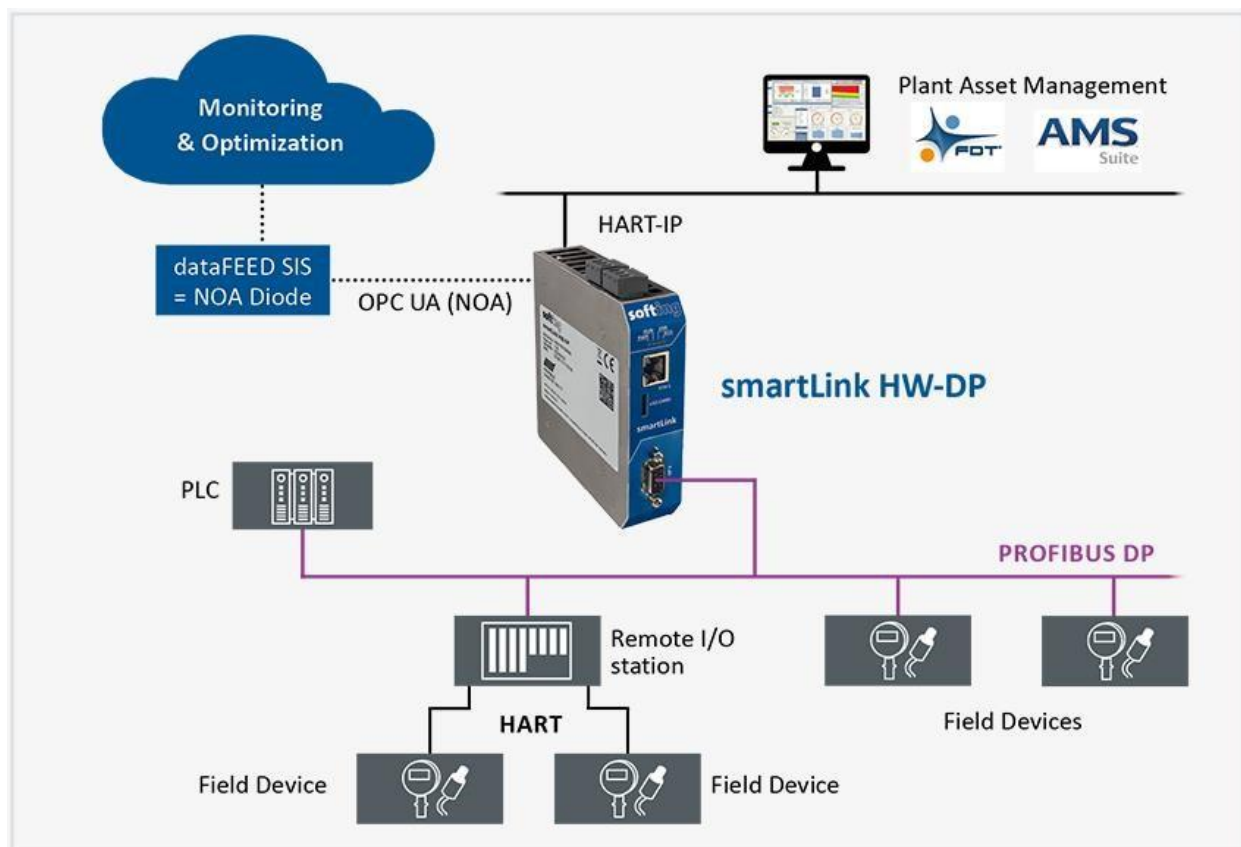 Monitoring
& Optimization
Plant Asset Management
FDT®
AMS
Suite
HART-IP
dataFEED SIS
= NOA Diode
OPC UA (NOA)
softing
smartLink HW-DP
smartLink
PLC
PROFIBUS DP
Remote I/O
station
HART
Field Devices
Field Device
Field Device